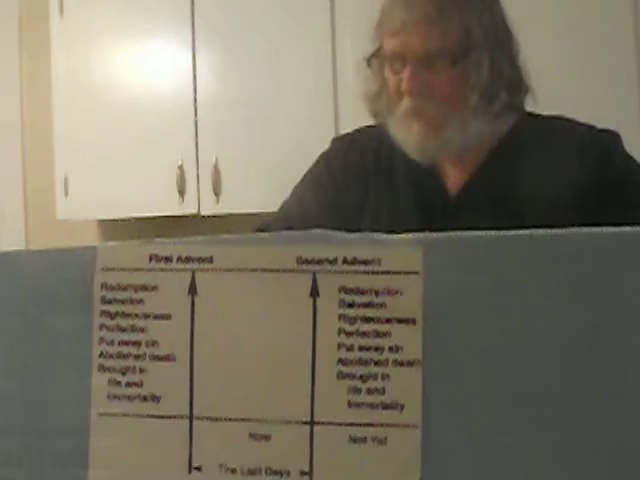 First Advent
Second Advent
Redemption
Salvation
Righteousness
Perfection
Put away sin
Abolished death
Brought in
life and
immortality
Redemption
Salvation
Righteousness
Perfection
Put away sin
Abolished death
Brought in
life and
immortality
Now
Not Yet
The Last Days